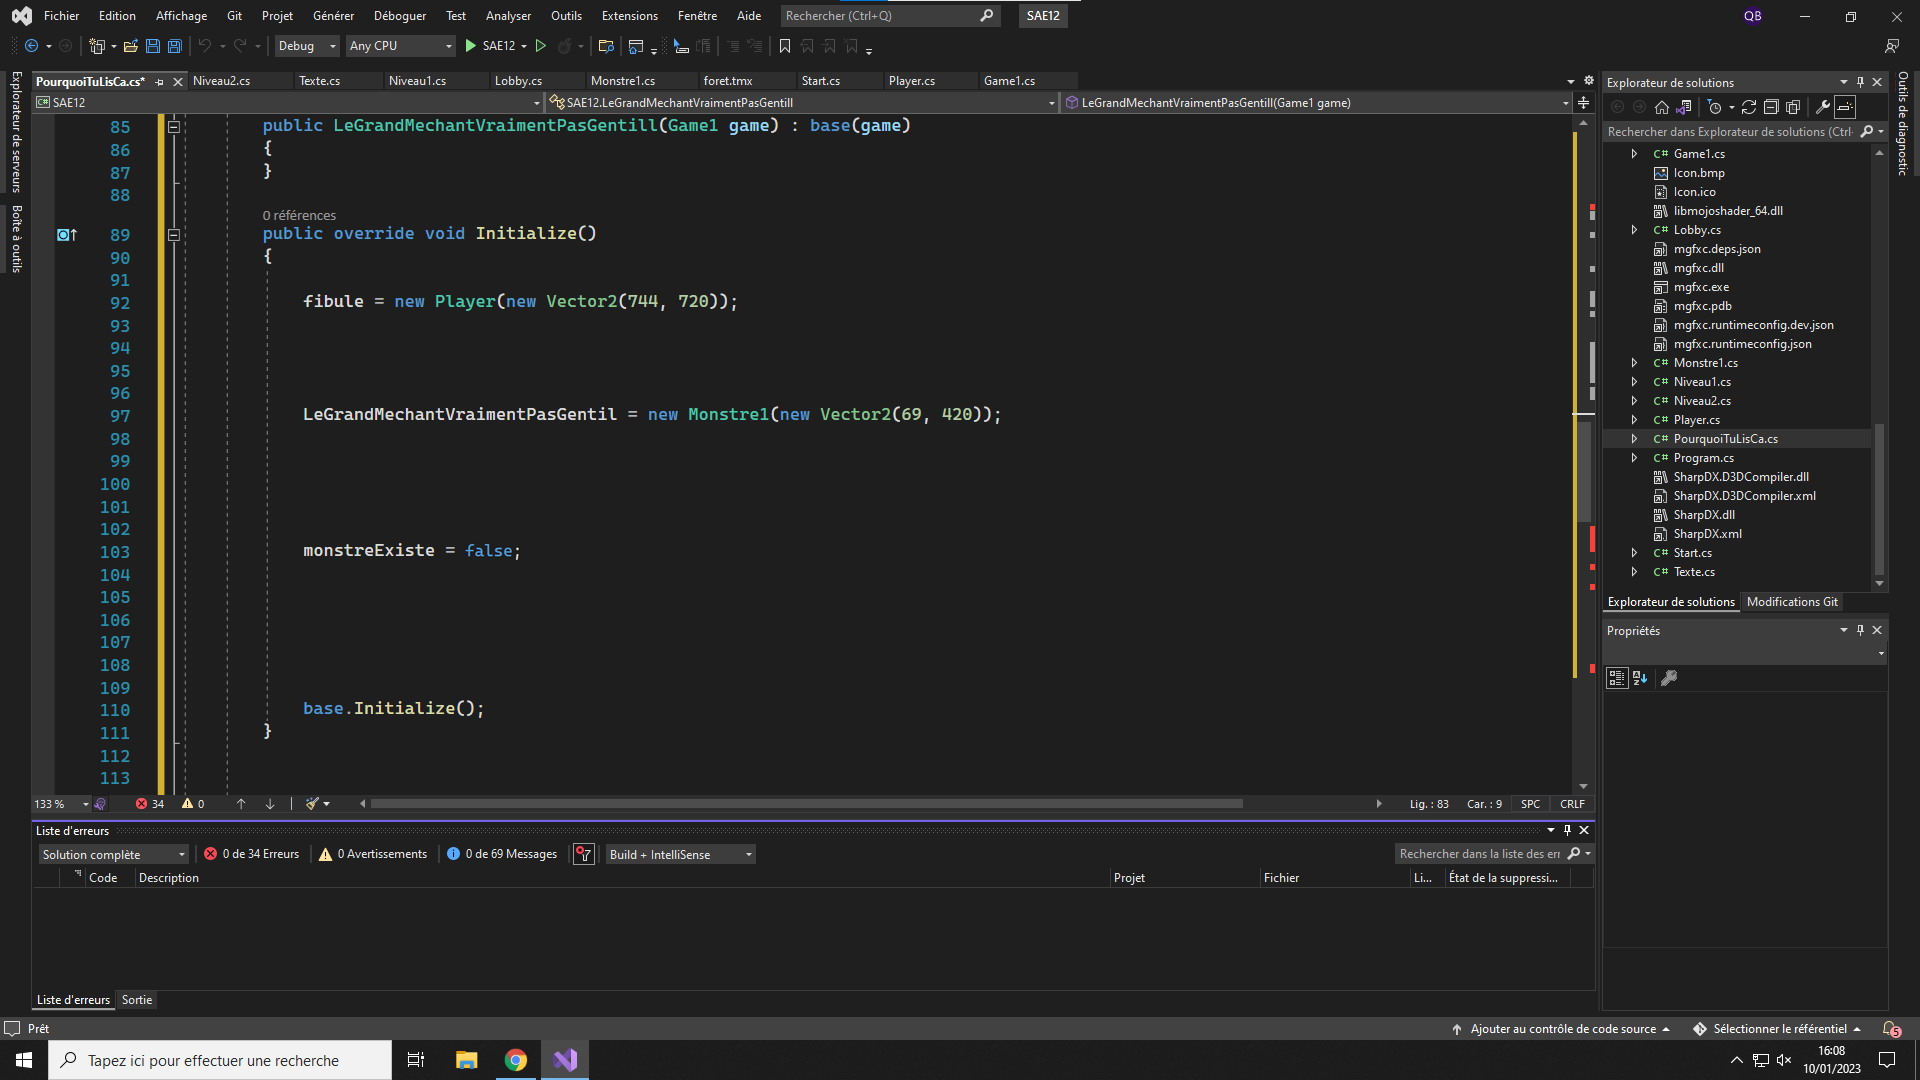 Fichier Edition Affichage Git Projet Générer Déboguer Test Analyser Outils Extensions Fenêtre Aide Rechercher (Ctrl+Q) SAE12 QB
Debug Any CPU SAE12
PourquoiTuLisCa.cs* Niveau2.cs Texte.cs Niveau1.cs Lobby.cs Monstre1.cs foret.tmx Start.cs Player.cs Game1.cs
C# SAE12 SAE12.LeGrandMechantVraimentPasGentill LeGrandMechantVraimentPasGentill(Game1 game)
Explorateur de serveurs
Boîte à outils
85 public LeGrandMechantVraimentPasGentill(Game1 game) : base(game)
86 {
87 }
88
0 références
89 public override void Initialize()
90 {
91
92 fibule = new Player(new Vector2(744, 720));
93
94
95
96
97 LeGrandMechantVraimentPasGentil = new Monstre1(new Vector2(69, 420));
98
99
100
101
102
103 monstreExiste = false;
104
105
106
107
108
109
110 base.Initialize();
111 }
112
113
133 % 34 0 Lig. : 83 Car. : 9 SPC CRLF
Liste d'erreurs
Solution complète 0 de 34 Erreurs 0 Avertissements 0 de 69 Messages Build + IntelliSense Rechercher dans la liste des err
Code Description Projet Fichier Li... État de la suppressi...
Liste d'erreurs Sortie
Explorateur de solutions
Rechercher dans Explorateur de solutions (Ctrl-
C# Game1.cs
Icon.bmp
Icon.ico
libmojoshader_64.dll
C# Lobby.cs
mgfxc.deps.json
mgfxc.dll
mgfxc.exe
mgfxc.pdb
mgfxc.runtimeconfig.dev.json
mgfxc.runtimeconfig.json
C# Monstre1.cs
C# Niveau1.cs
C# Niveau2.cs
C# Player.cs
C# PourquoiTuLisCa.cs
C# Program.cs
SharpDX.D3DCompiler.dll
SharpDX.D3DCompiler.xml
SharpDX.dll
SharpDX.xml
C# Start.cs
C# Texte.cs
Explorateur de solutions Modifications Git
Propriétés
Outils de diagnostic
Prêt Ajouter au contrôle de code source Sélectionner le référentiel 5
Tapez ici pour effectuer une recherche
16:08
10/01/2023